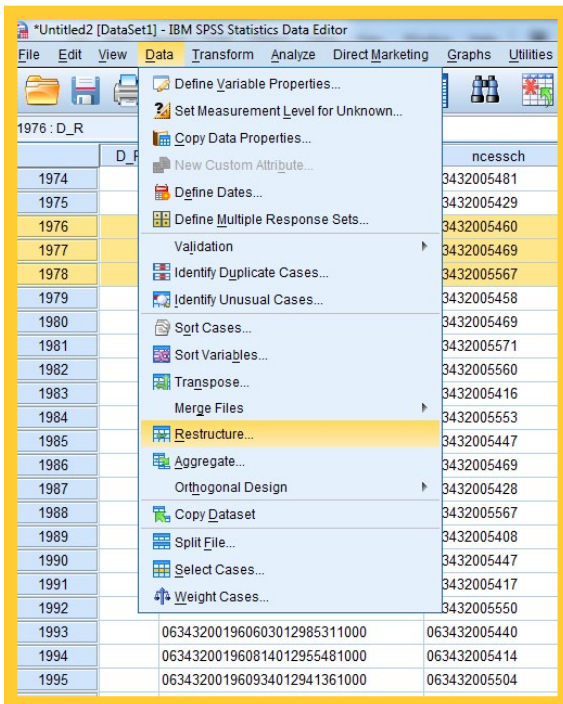 *Untitled2 [DataSet1] - IBM SPSS Statistics Data Editor
File Edit View Data Transform Analyze Direct Marketing Graphs Utilities
1976 : D_R
ncessch
1974 3432005481
1975 3432005429
1976 3432005460
1977 3432005469
1978 3432005567
1979 3432005458
1980 3432005469
1981 3432005571
1982 3432005560
1983 3432005416
1984 3432005553
1985 3432005447
1986 3432005469
1987 3432005428
1988 3432005567
1989 3432005408
1990 3432005447
1991 3432005417
1992 3432005550
1993 063432001960603012985311000 063432005440
1994 063432001960814012955481000 063432005414
1995 063432001960934012941361000 063432005504
Define Variable Properties...
Set Measurement Level for Unknown...
Copy Data Properties...
New Custom Attribute...
Define Dates...
Define Multiple Response Sets...
Validation
Identify Duplicate Cases...
Identify Unusual Cases...
Sort Cases...
Sort Variables...
Transpose...
Merge Files
Restructure...
Aggregate...
Orthogonal Design
Copy Dataset
Split File...
Select Cases...
Weight Cases...